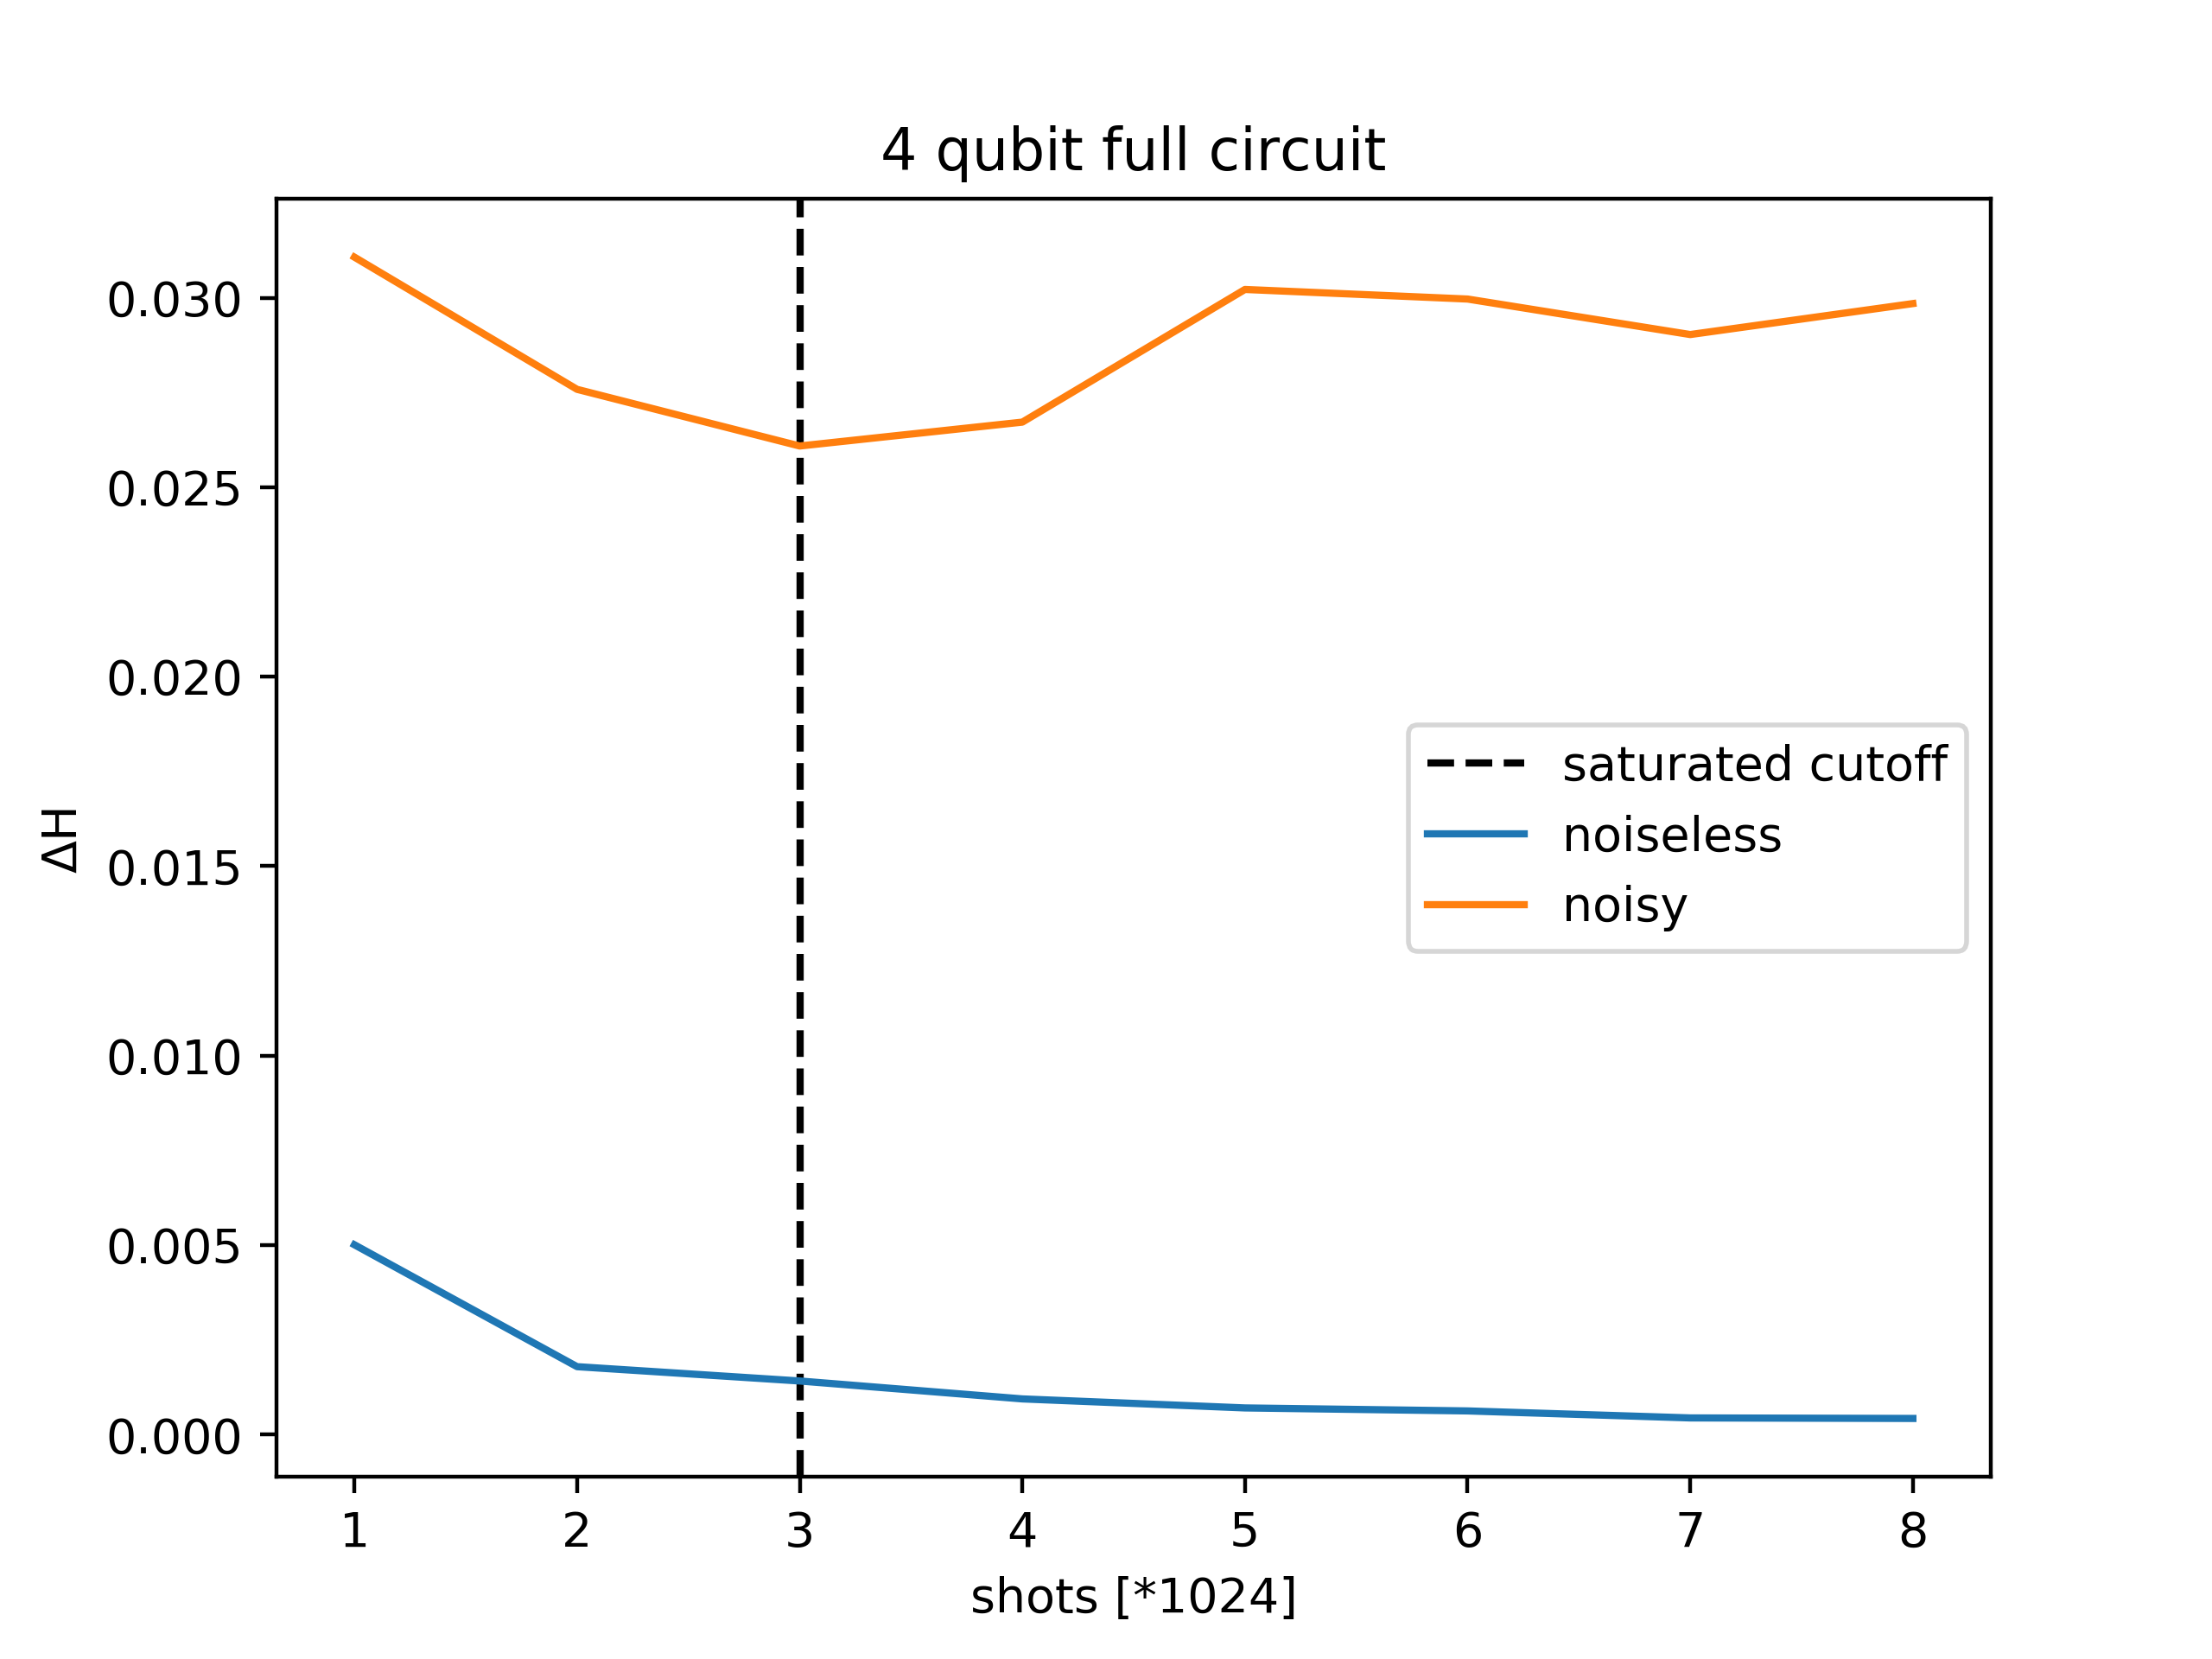 4 qubit full circuit
0.030
0.025
0.020
0.015
0.010
0.005
0.000
ΔH
saturated cutoff
noiseless
noisy
1 2 3 4 5 6 7 8
shots [*1024]